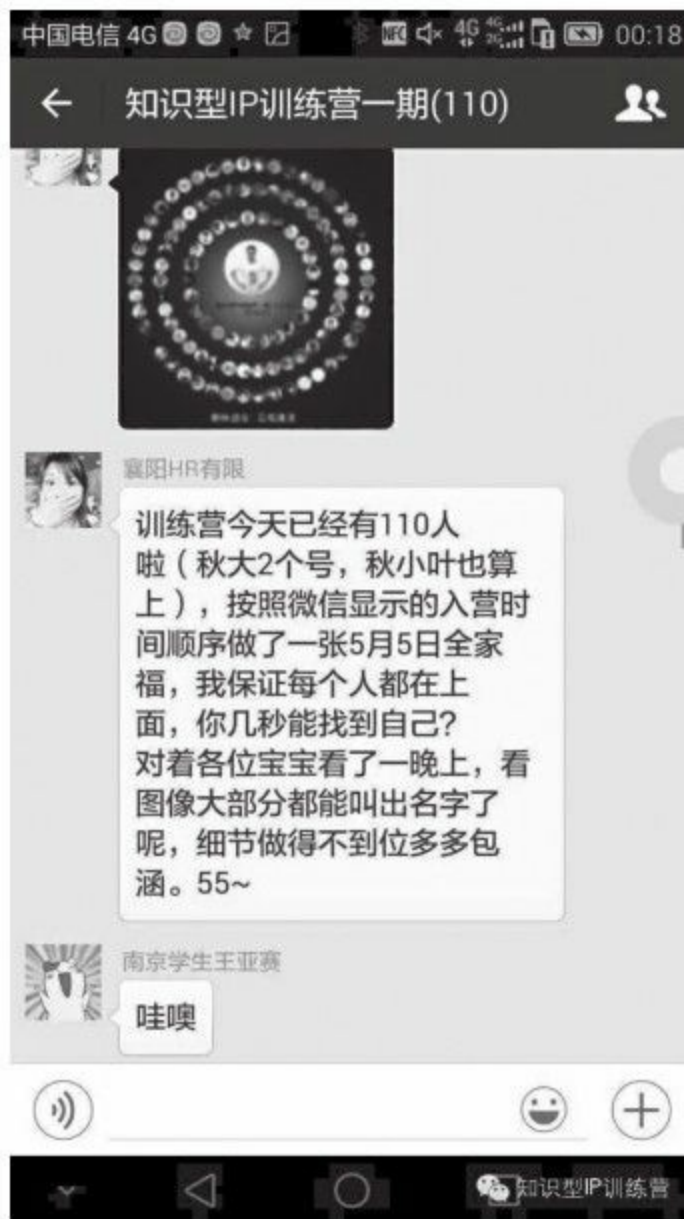 中国电信 4G
NFC 4G 4G 2G 00:18
知识型IP训练营一期(110)
襄阳HR有限
训练营今天已经有110人
啦（秋大2个号，秋小叶也算
上），按照微信显示的入营时
间顺序做了一张5月5日全家
福，我保证每个人都在上
面，你几秒能找到自己？
对着各位宝宝看了一晚上，看
图像大部分都能叫出名字了
呢，细节做得不到位多多包
涵。55~
南京学生王亚赛
哇噢
知识型IP训练营